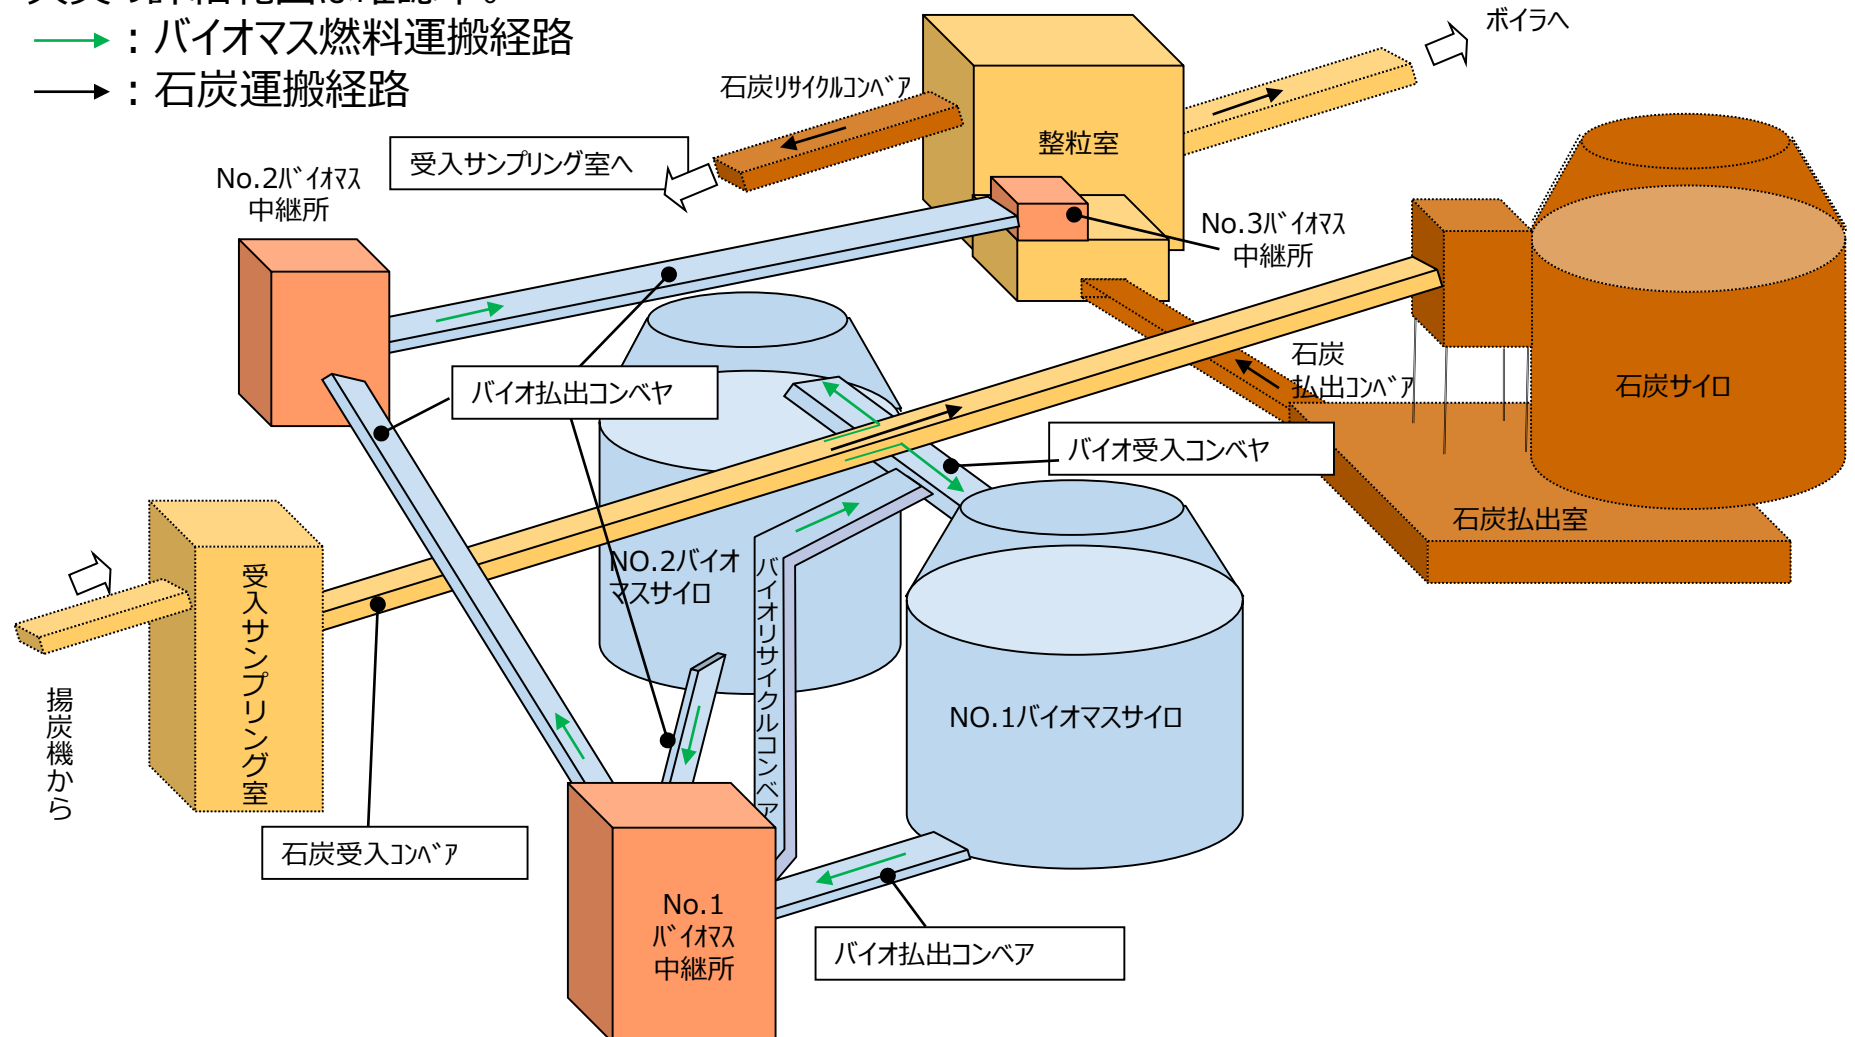 ：バイオマス燃料運搬経路
：石炭運搬経路
ボイラへ
石炭ﾘｻｲｸﾙｺﾝﾍﾞｱ
整粒室
受入サンプリング室へ
No.2ﾊﾞｲｵﾏｽ
中継所
No.3ﾊﾞｲｵﾏｽ
中継所
石炭
払出ｺﾝﾍﾞｱ
石炭サイロ
バイオ払出コンベヤ
バイオ受入コンベヤ
石炭払出室
NO.2バイオ
マスサイロ
バイオリサイクルコンベア
受入サンプリング室
NO.1バイオマスサイロ
揚炭機から
石炭受入ｺﾝﾍﾞｱ
No.1
ﾊﾞｲｵﾏｽ
中継所
バイオ払出コンベア